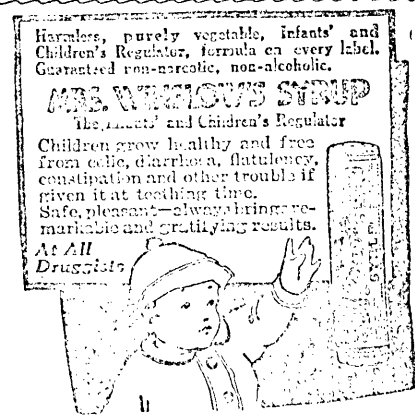 Harmless, purely vegetable, Infants' and
Children's Regulator, formula on every label.
Guaranteed non-narcotic, non-alcoholic.
MRS. WINSLOW'S SYRUP
The Infants' and Children's Regulator
Children grow healthy and free
from colic, diarrhoea, flatulency,
constipation and other trouble if
given it at teething time.
Safe, pleasant—always brings re-
markable and gratifying results.
At All
Druggists